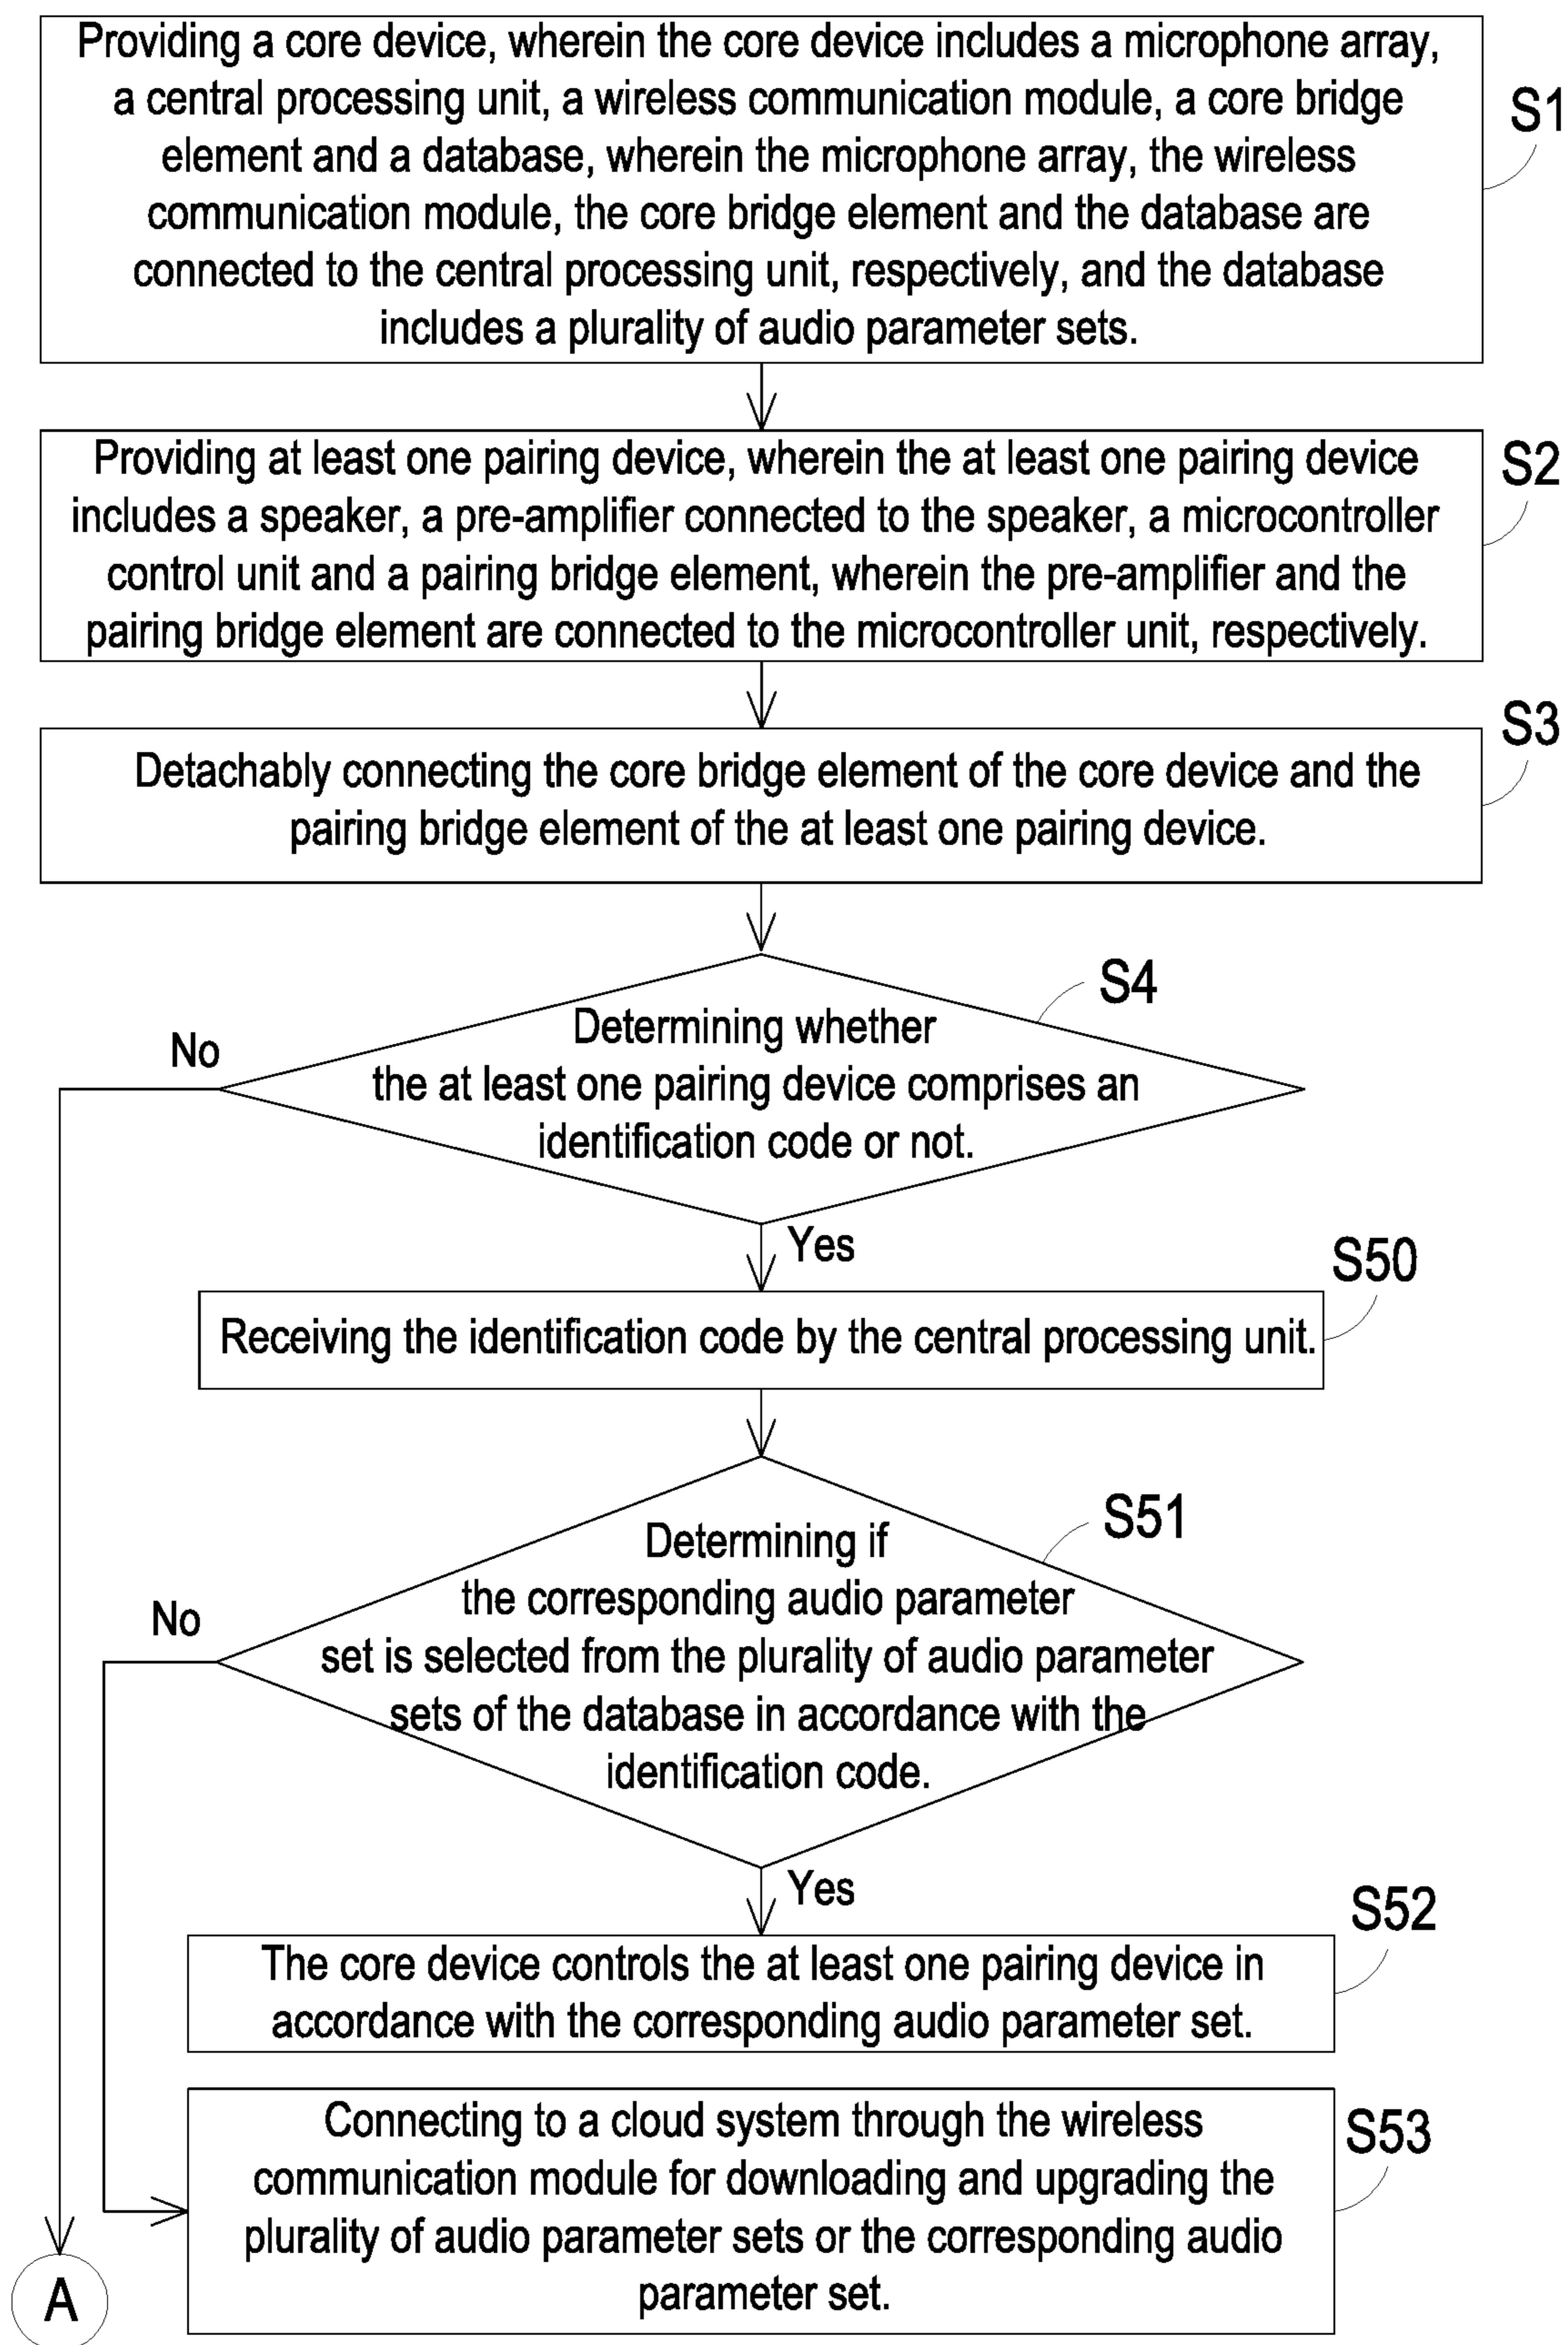 Providing a core device, wherein the core device includes a microphone array,
a central processing unit, a wireless communication module, a core bridge
element and a database, wherein the microphone array, the wireless
communication module, the core bridge element and the database are
connected to the central processing unit, respectively, and the database
includes a plurality of audio parameter sets.
S1
Providing at least one pairing device, wherein the at least one pairing device
includes a speaker, a pre-amplifier connected to the speaker, a microcontroller
control unit and a pairing bridge element, wherein the pre-amplifier and the
pairing bridge element are connected to the microcontroller unit, respectively.
S2
Detachably connecting the core bridge element of the core device and the
pairing bridge element of the at least one pairing device.
S3
S4
Determining whether
the at least one pairing device comprises an
identification code or not.
No
Yes
S50
Receiving the identification code by the central processing unit.
S51
Determining if
the corresponding audio parameter
set is selected from the plurality of audio parameter
sets of the database in accordance with the
identification code.
No
Yes
S52
The core device controls the at least one pairing device in
accordance with the corresponding audio parameter set.
S53
Connecting to a cloud system through the wireless
communication module for downloading and upgrading the
plurality of audio parameter sets or the corresponding audio
parameter set.
A